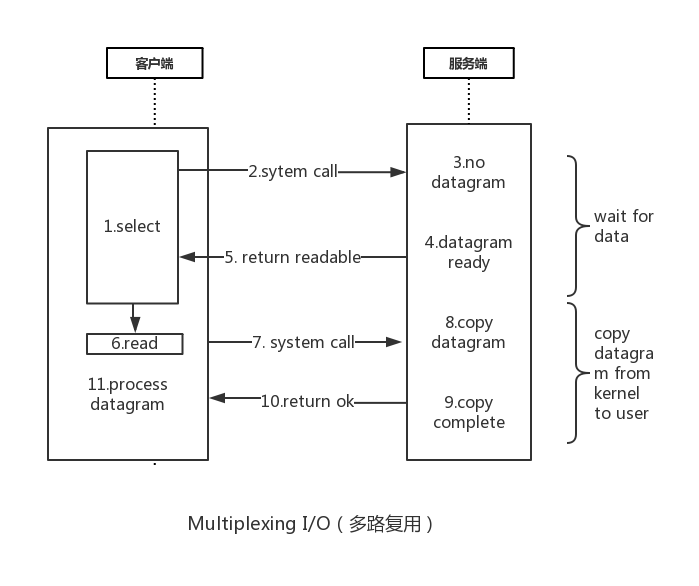 客户端
服务端
1.select
2.sytem call
3.no
datagram
4.datagram
ready
5. return readable
wait for
data
6.read
7. system call
8.copy
datagram
9.copy
complete
10.return ok
11.process
datagram
copy
datagra
m from
kernel
to user
Multiplexing I/O（多路复用）